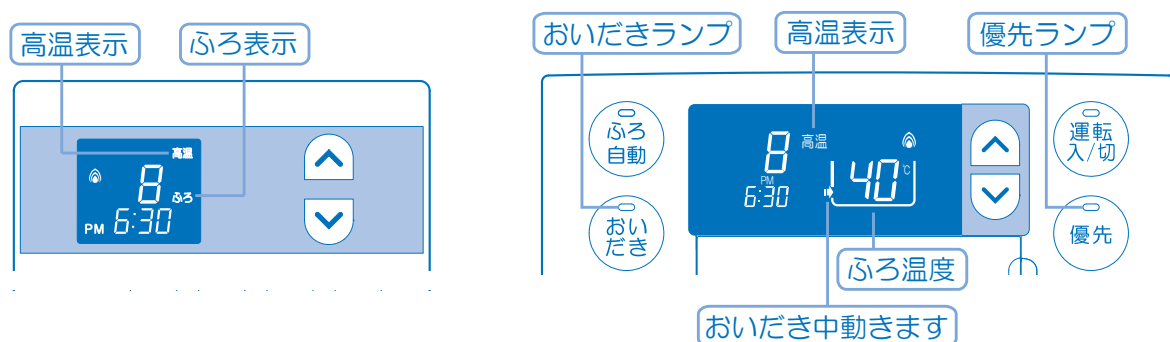 高温表示
ふろ表示
高温
8
ふろ
PM 6:30
おいだきランプ
高温表示
優先ランプ
ふろ
自動
おい
だき
8
高温
PM
6:30
40℃
運転
入/切
優先
ふろ温度
おいだき中動きます